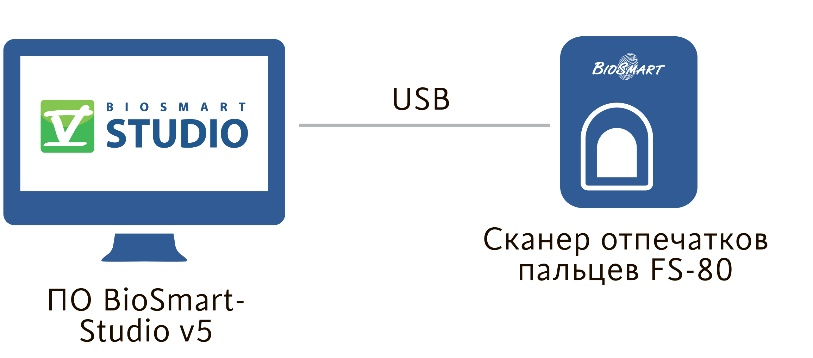 BIOSMART
V STUDIO
USB
BIOSMART
Сканер отпечатков
пальцев FS-80
ПО BioSmart-
Studio v5